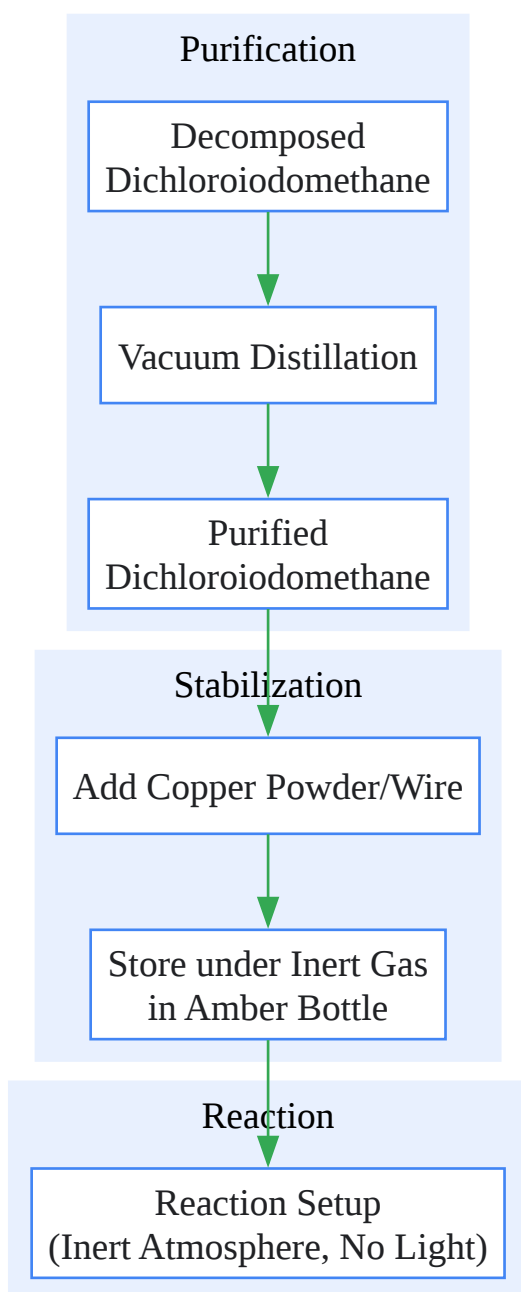 Purification
Decomposed
Dichloroiodomethane
Vacuum Distillation
Purified
Dichloroiodomethane
Stabilization
Add Copper Powder/Wire
Store under Inert Gas
in Amber Bottle
Reaction
Reaction Setup
(Inert Atmosphere, No Light)